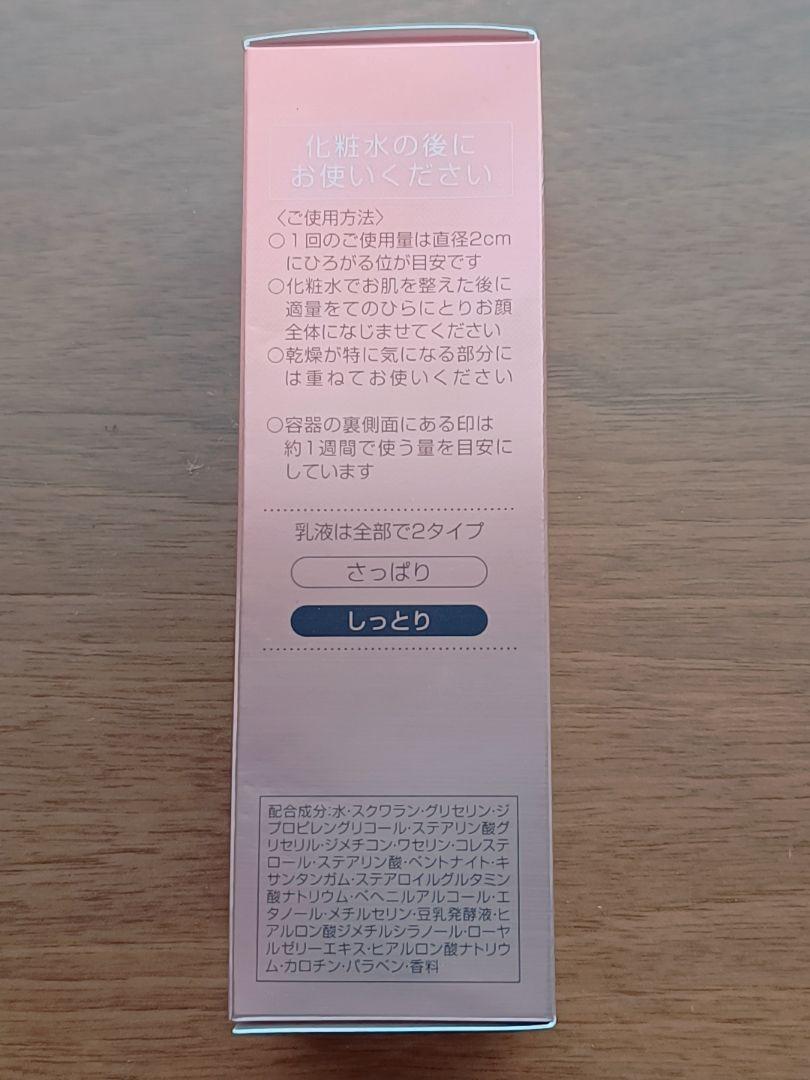 化粧水の後に
お使いください
〈ご使用方法〉
○1回のご使用量は直径2cm
にひろがる位が目安です
○化粧水でお肌を整えた後に
適量をてのひらにとりお顔
全体になじませてください
○乾燥が特に気になる部分に
は重ねてお使いください
○容器の裏側面にある印は
約1週間で使う量を目安に
しています
乳液は全部で2タイプ
さっぱり
しっとり
配合成分:水・スクワラン・グリセリン・ジ
プロピレングリコール・ステアリン酸グ
リセリル・ジメチコン・ワセリン・コレステ
ロール・ステアリン酸・ベントナイト・キ
サンタンガム・ステアロイルグルタミン
酸ナトリウム・ベヘニルアルコール・エ
タノール・メチルセリン・豆乳発酵液・ヒ
アルロン酸ジメチルシラノール・ローヤ
ルゼリーエキス・ヒアルロン酸ナトリウ
ム・カロチン・パラベン・香料